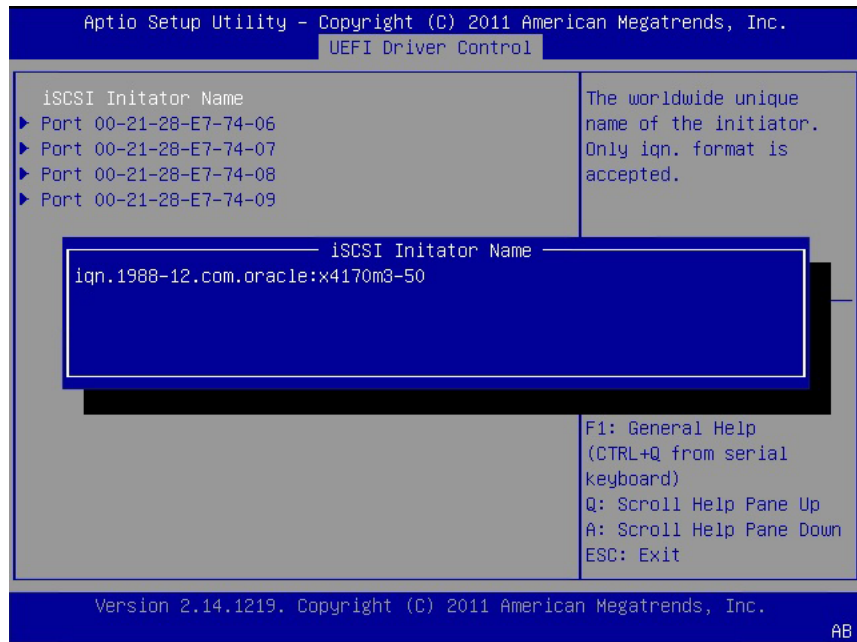 Aptio Setup Utility – Copyright (C) 2011 American Megatrends, Inc.
UEFI Driver Control
iSCSI Initator Name
Port 00-21-28-E7-74-06
Port 00-21-28-E7-74-07
Port 00-21-28-E7-74-08
Port 00-21-28-E7-74-09
The worldwide unique
name of the initiator.
Only iqn. format is
accepted.
iSCSI Initator Name
iqn.1988-12.com.oracle:x4170m3-50
F1: General Help
(CTRL+Q from serial
keyboard)
Q: Scroll Help Pane Up
A: Scroll Help Pane Down
ESC: Exit
Version 2.14.1219. Copyright (C) 2011 American Megatrends, Inc.
AB